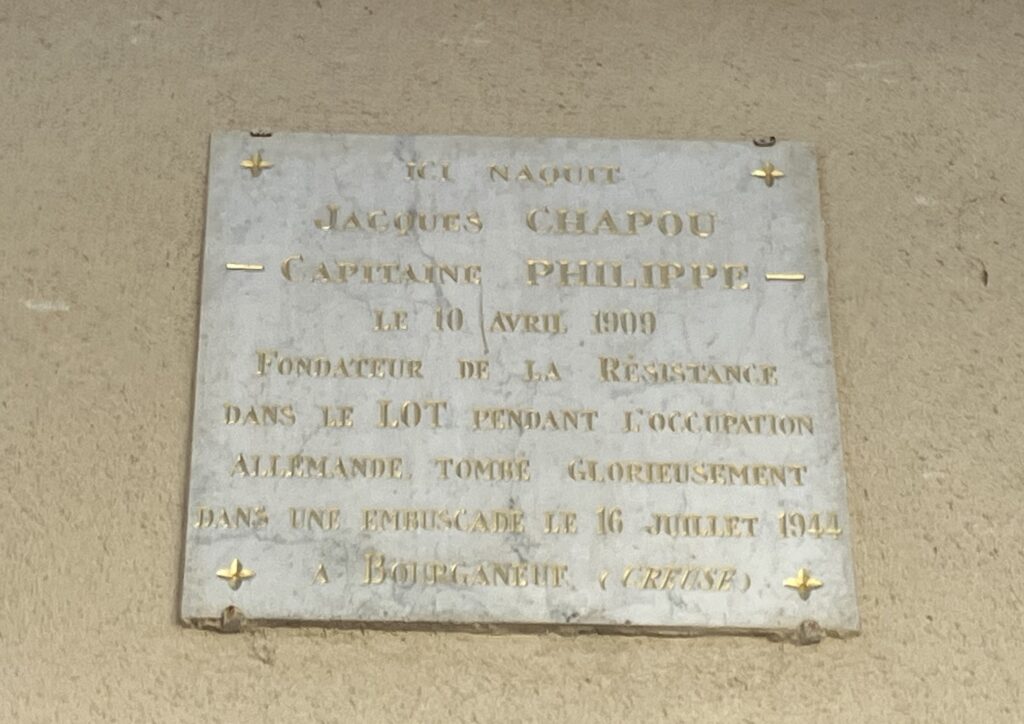 ICI NAQUIT
JACQUES CHAPOU
— CAPITAINE PHILIPPE —
LE 10 AVRIL 1909
FONDATEUR DE LA RÉSISTANCE
DANS LE LOT PENDANT L'OCCUPATION
ALLEMANDE. TOMBÉ GLORIEUSEMENT
DANS UNE EMBUSCADE LE 16 JUILLET 1944
A BOURGANEUF (CREUSE)